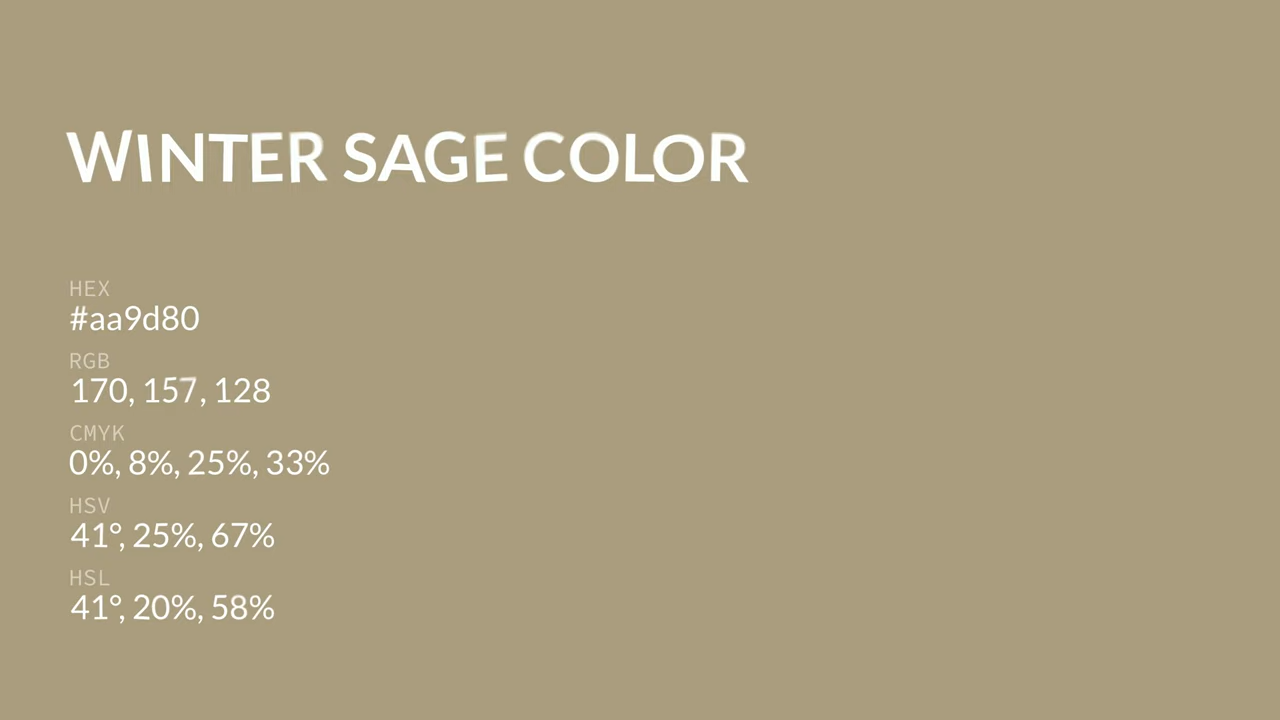 WINTER SAGE COLOR
HEX
#aa9d80
RGB
170, 157, 128
CMYK
0%, 8%, 25%, 33%
HSV
41°, 25%, 67%
HSL
41°, 20%, 58%